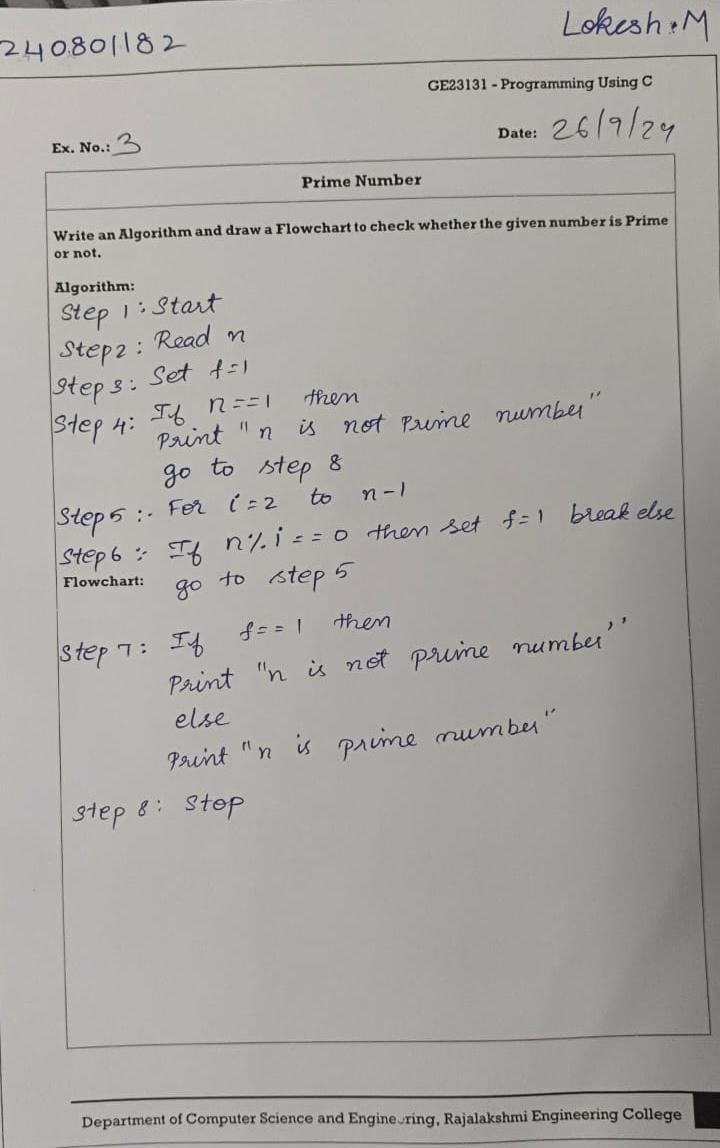 240801182
Lokesh.M
GE23131 - Programming Using C
Ex. No.: 3
Date: 26/9/24
Prime Number
Write an Algorithm and draw a Flowchart to check whether the given number is Prime
or not.
Algorithm:
Step 1: Start
Step2: Read n
Step 3: Set f=1
Step 4: If n==1 then
Print "n is not Prime number"
go to step 8
Step 5:- For i=2 to n-1
Step 6:- If n%i==0 then set f=1 break else
Flowchart: go to step 5
Step 7: If f==1 then
Print "n is not prime number"
else
Print "n is prime number"
Step 8: Stop
Department of Computer Science and Engineering, Rajalakshmi Engineering College